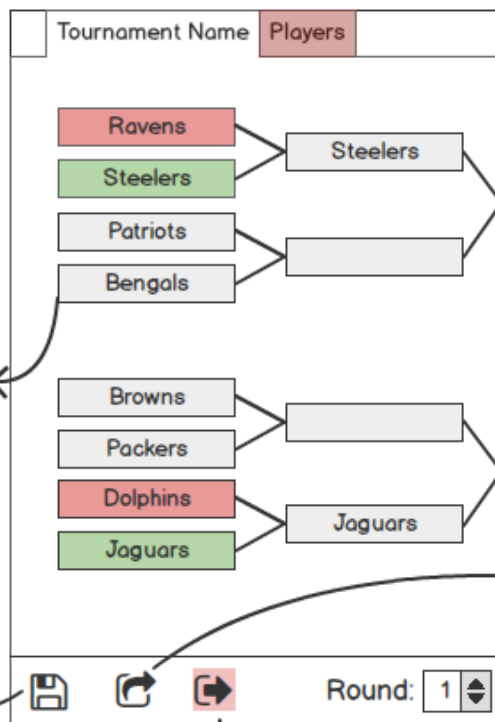 Tournament Name Players
Ravens
Steelers
Steelers
Patriots
Bengals
Browns
Packers
Dolphins
Jaguars
Jaguars
Round: 1